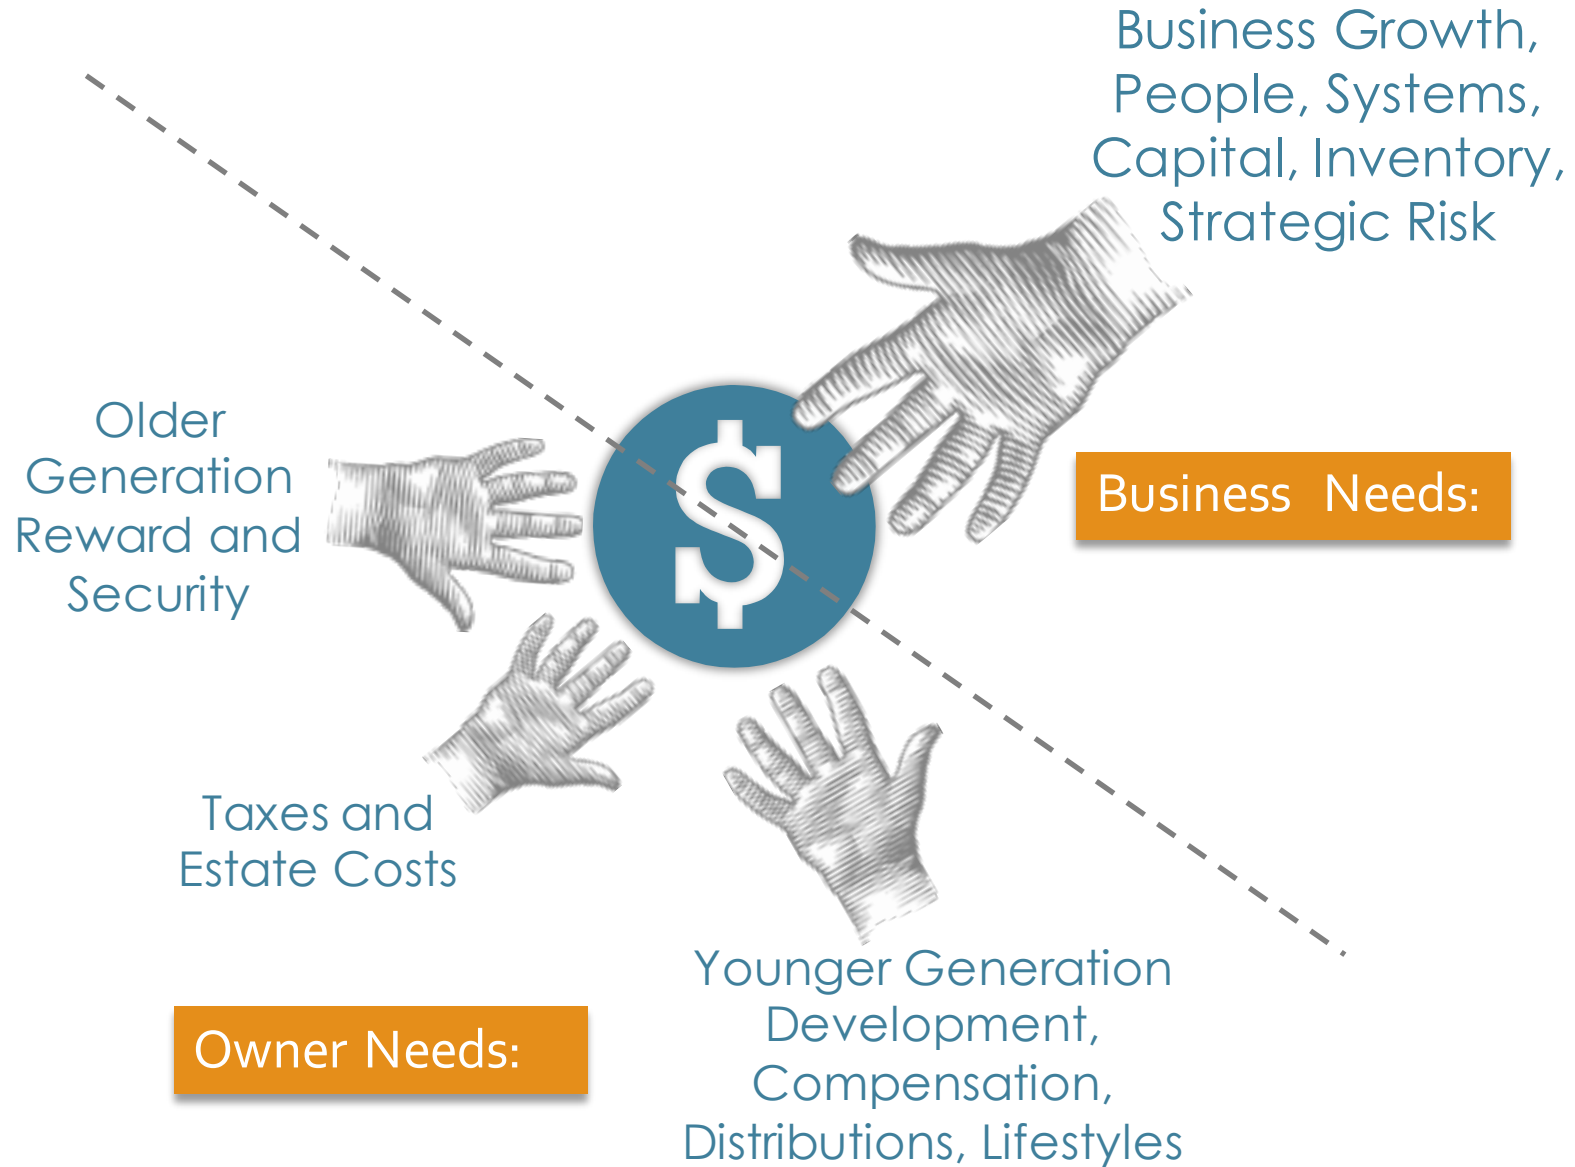 Business Growth,
People, Systems,
Capital, Inventory,
Strategic Risk
Older
Generation
Reward and
Security
$
Business Needs:
Taxes and
Estate Costs
Younger Generation
Development,
Compensation,
Distributions, Lifestyles
Owner Needs: